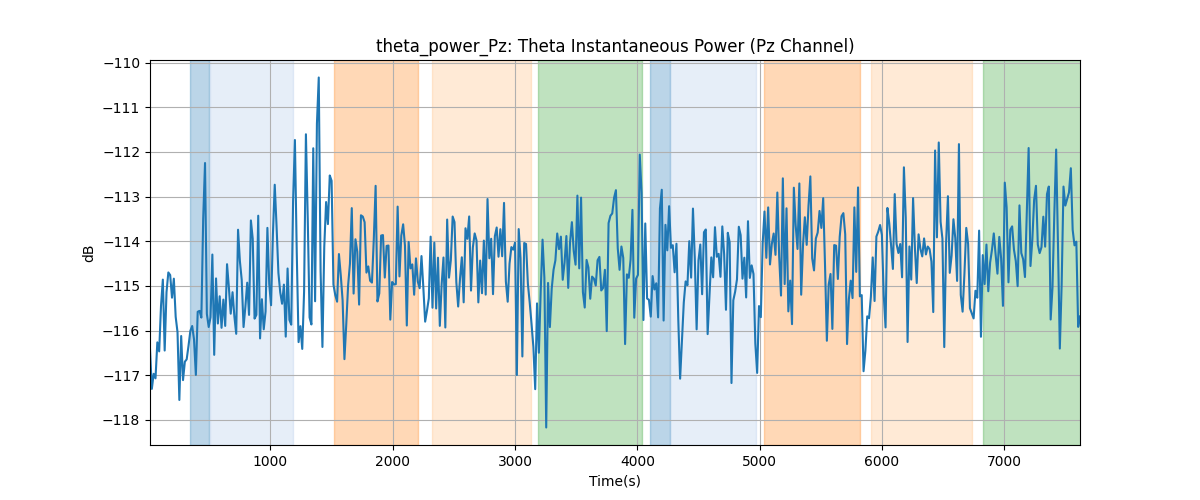 theta_power_Pz: Theta Instantaneous Power (Pz Channel)
dB
−110
−111
−112
−113
−114
−115
−116
−117
−118
1000 2000 3000 4000 5000 6000 7000
Time(s)